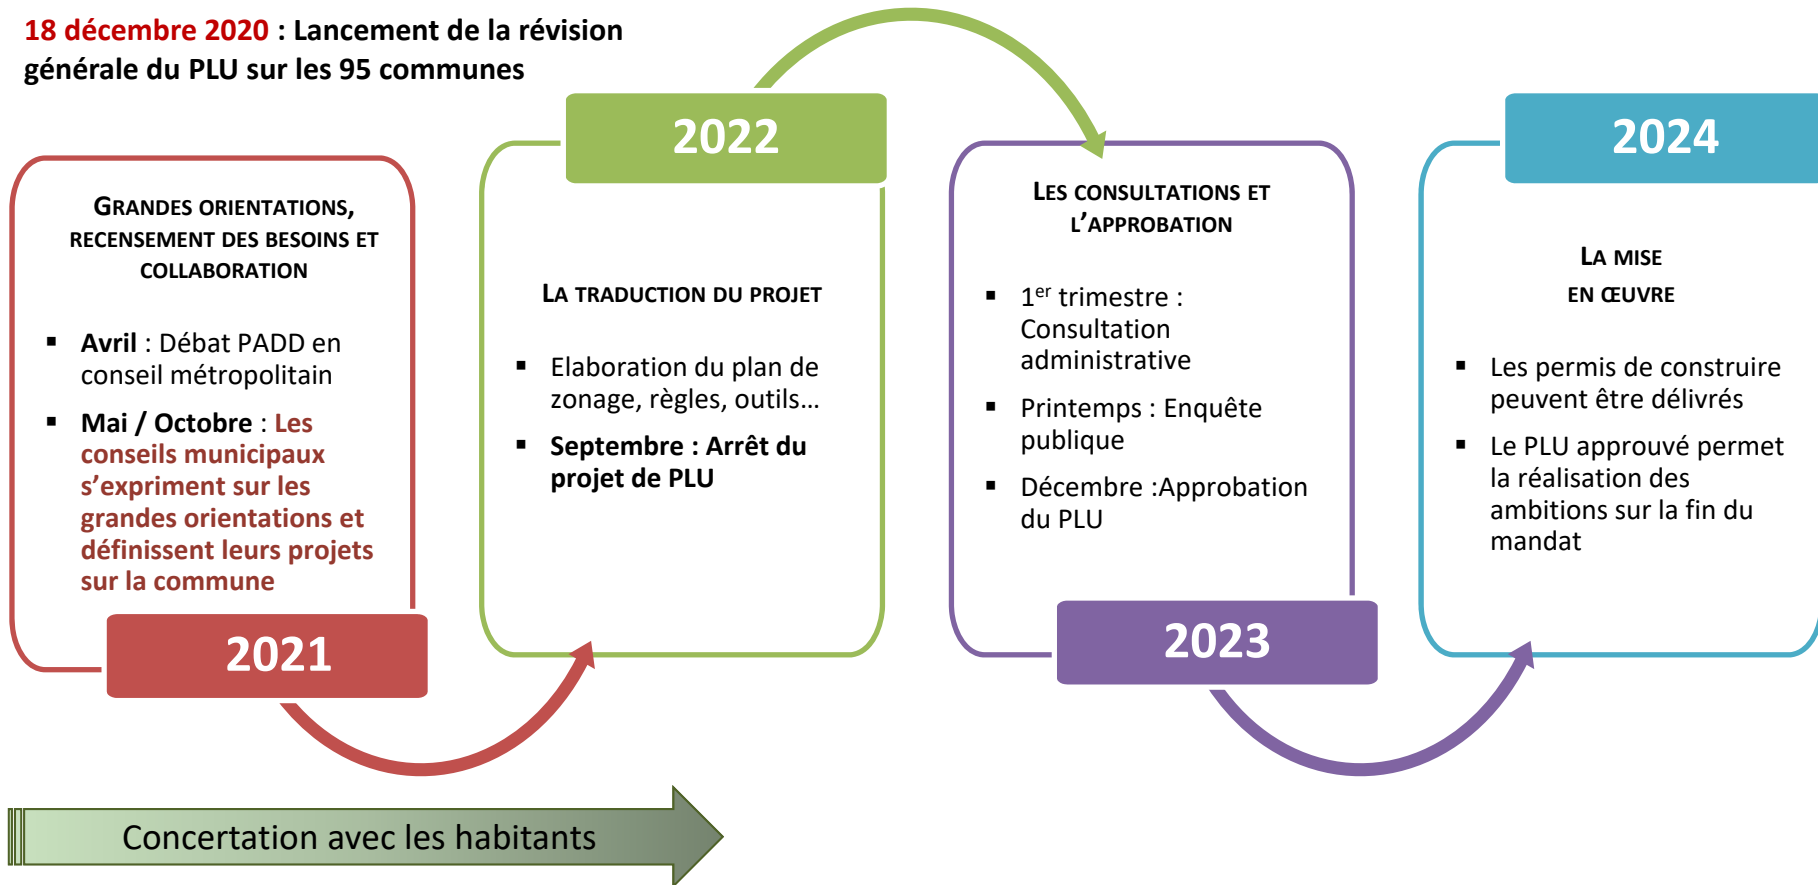 18 décembre 2020 : Lancement de la révision
générale du PLU sur les 95 communes
GRANDES ORIENTATIONS,
RECENSEMENT DES BESOINS ET
COLLABORATION
▪ Avril : Débat PADD en
conseil métropolitain
▪ Mai / Octobre : Les
conseils municipaux
s’expriment sur les
grandes orientations et
définissent leurs projets
sur la commune
2021
2022
LA TRADUCTION DU PROJET
▪ Elaboration du plan de
zonage, règles, outils…
▪ Septembre : Arrêt du
projet de PLU
LES CONSULTATIONS ET
L’APPROBATION
▪ 1er trimestre :
Consultation
administrative
▪ Printemps : Enquête
publique
▪ Décembre :Approbation
du PLU
2023
2024
LA MISE
EN ŒUVRE
▪ Les permis de construire
peuvent être délivrés
▪ Le PLU approuvé permet
la réalisation des
ambitions sur la fin du
mandat
Concertation avec les habitants